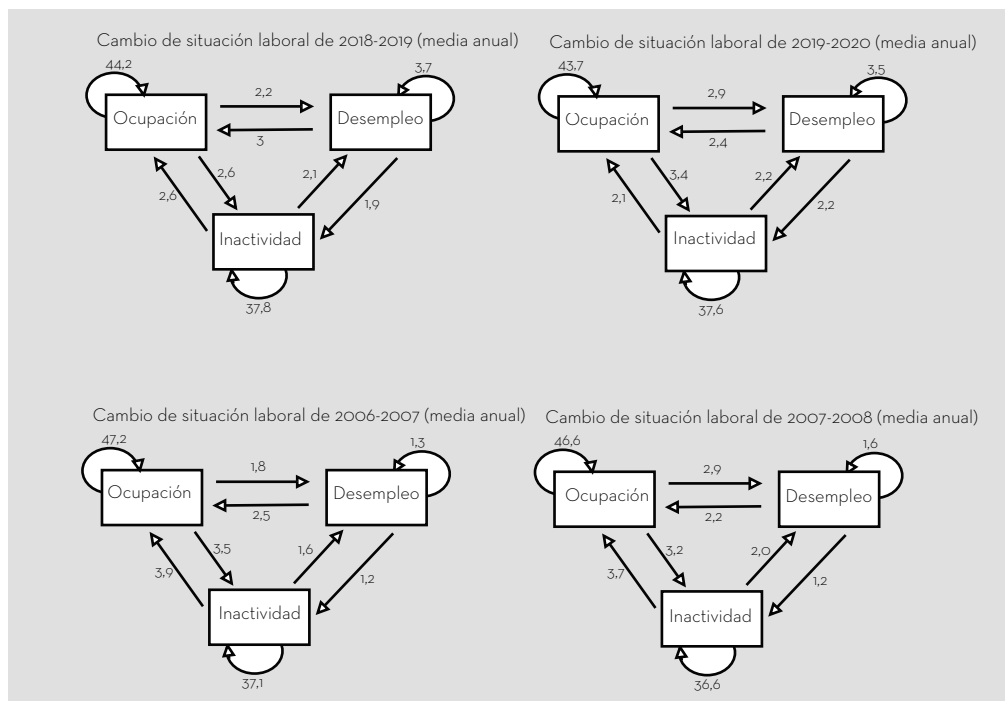 Cambio de situación laboral de 2018-2019 (media anual)
44,2
3,7
2,2
Ocupación
Desempleo
3
2,6
2,1
2,6
1,9
Inactividad
37,8
Cambio de situación laboral de 2019-2020 (media anual)
43,7
3,5
2,9
Ocupación
Desempleo
2,4
3,4
2,2
2,1
2,2
Inactividad
37,6
Cambio de situación laboral de 2006-2007 (media anual)
47,2
1,3
1,8
Ocupación
Desempleo
2,5
3,5
1,6
3,9
1,2
Inactividad
37,1
Cambio de situación laboral de 2007-2008 (media anual)
46,6
1,6
2,9
Ocupación
Desempleo
2,2
3,2
2,0
3,7
1,2
Inactividad
36,6